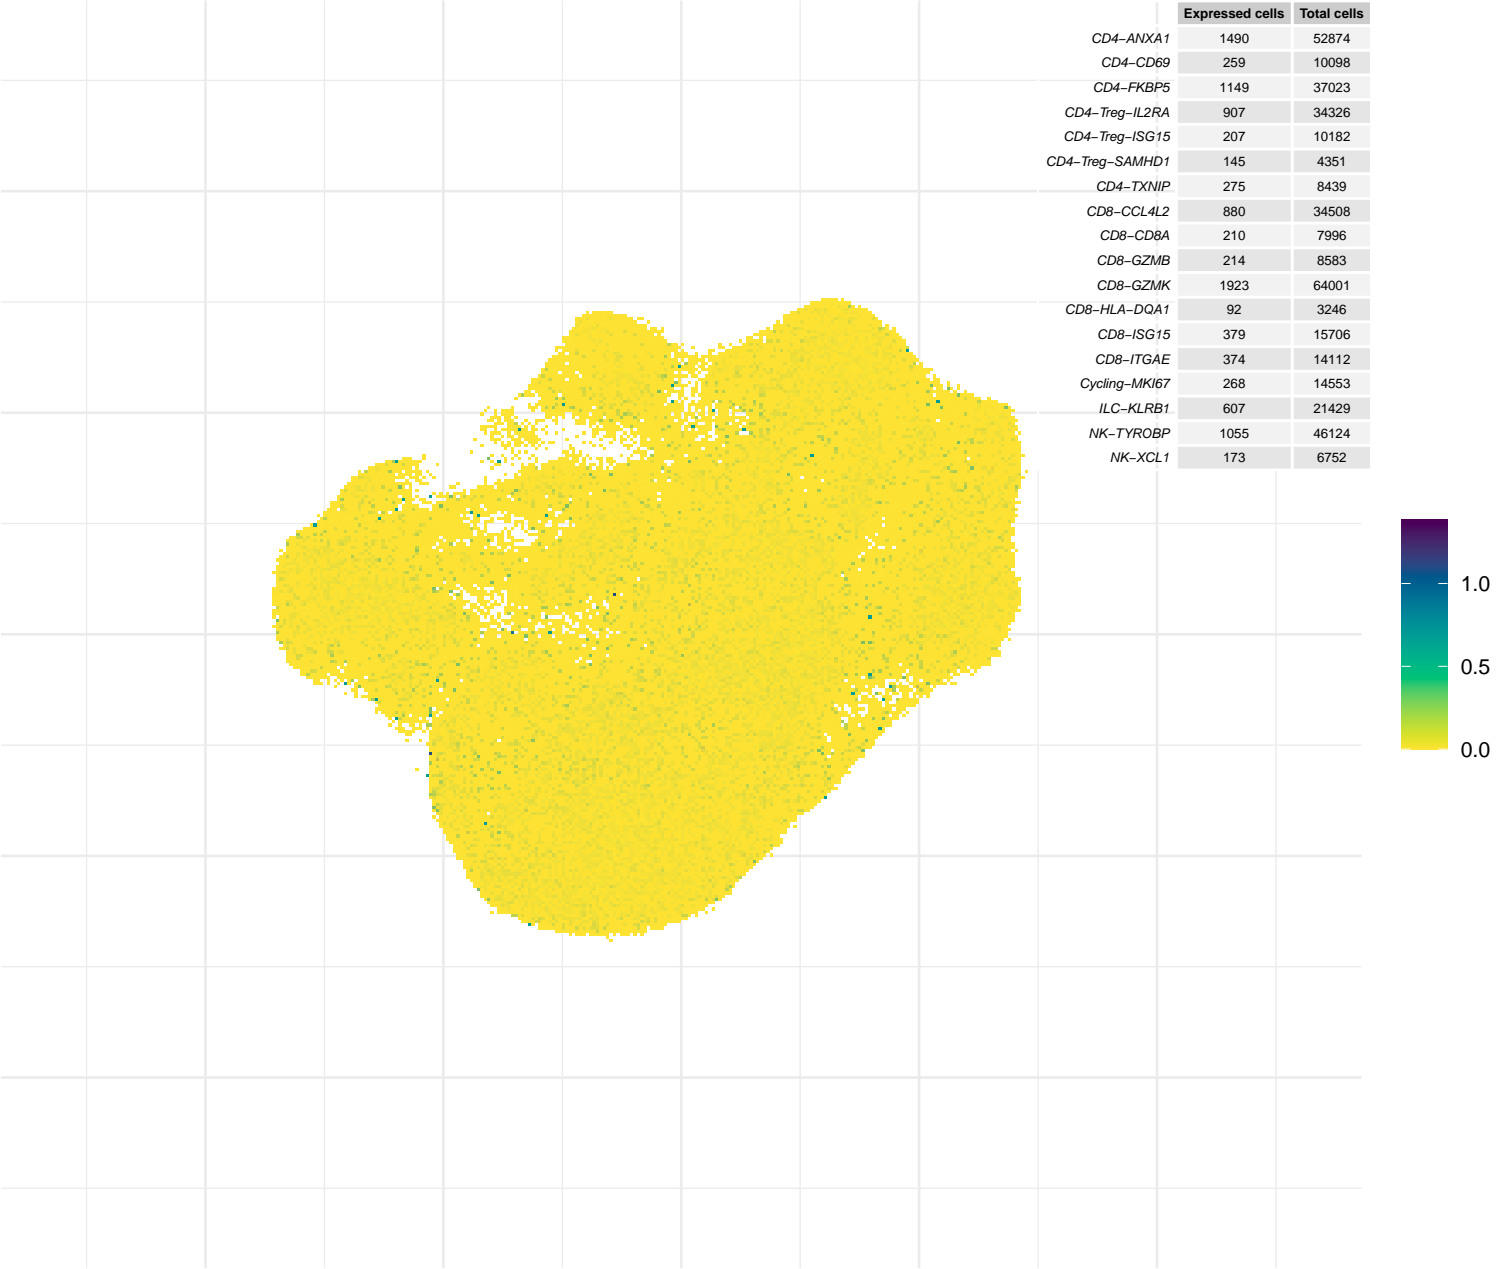 Expressed cells Total cells
CD4−ANXA1 1490 52874
CD4−CD69 259 10098
CD4−FKBP5 1149 37023
CD4−Treg−IL2RA 907 34326
CD4−Treg−ISG15 207 10182
CD4−Treg−SAMHD1 145 4351
CD4−TXNIP 275 8439
CD8−CCL4L2 880 34508
CD8−CD8A 210 7996
CD8−GZMB 214 8583
CD8−GZMK 1923 64001
CD8−HLA−DQA1 92 3246
CD8−ISG15 379 15706
CD8−ITGAE 374 14112
Cycling−MKI67 268 14553
ILC−KLRB1 607 21429
NK−TYROBP 1055 46124
NK−XCL1 173 6752
1.0
0.5
0.0